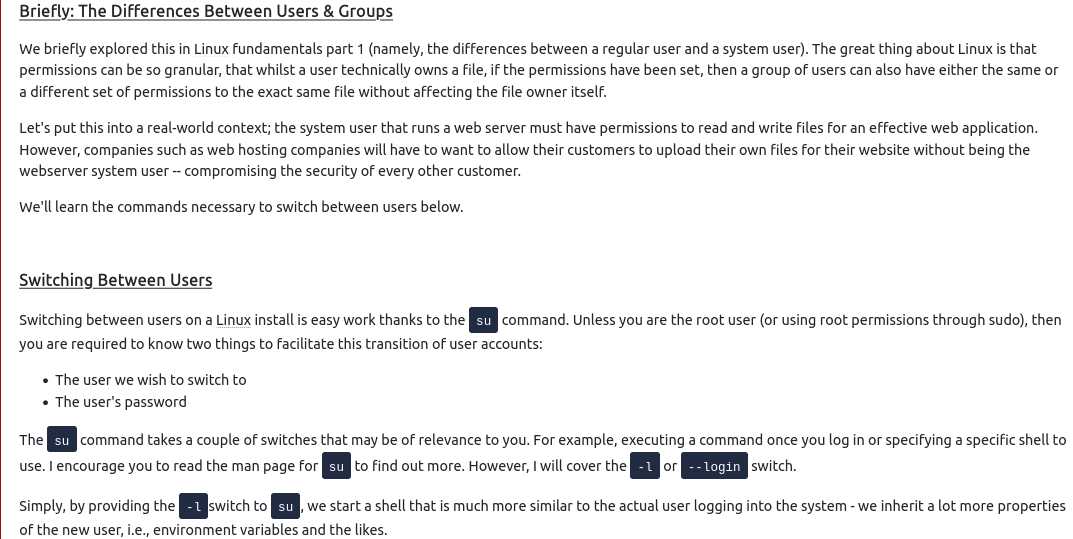 Briefly: The Differences Between Users & Groups
We briefly explored this in Linux fundamentals part 1 (namely, the differences between a regular user and a system user). The great thing about Linux is that
permissions can be so granular, that whilst a user technically owns a file, if the permissions have been set, then a group of users can also have either the same or
a different set of permissions to the exact same file without affecting the file owner itself.
Let's put this into a real-world context; the system user that runs a web server must have permissions to read and write files for an effective web application.
However, companies such as web hosting companies will have to want to allow their customers to upload their own files for their website without being the
webserver system user -- compromising the security of every other customer.
We'll learn the commands necessary to switch between users below.
Switching Between Users
Switching between users on a Linux install is easy work thanks to the su command. Unless you are the root user (or using root permissions through sudo), then
you are required to know two things to facilitate this transition of user accounts:
• The user we wish to switch to
• The user's password
The su command takes a couple of switches that may be of relevance to you. For example, executing a command once you log in or specifying a specific shell to
use. I encourage you to read the man page for su to find out more. However, I will cover the -l or --login switch.
Simply, by providing the -l switch to su, we start a shell that is much more similar to the actual user logging into the system - we inherit a lot more properties
of the new user, i.e., environment variables and the likes.